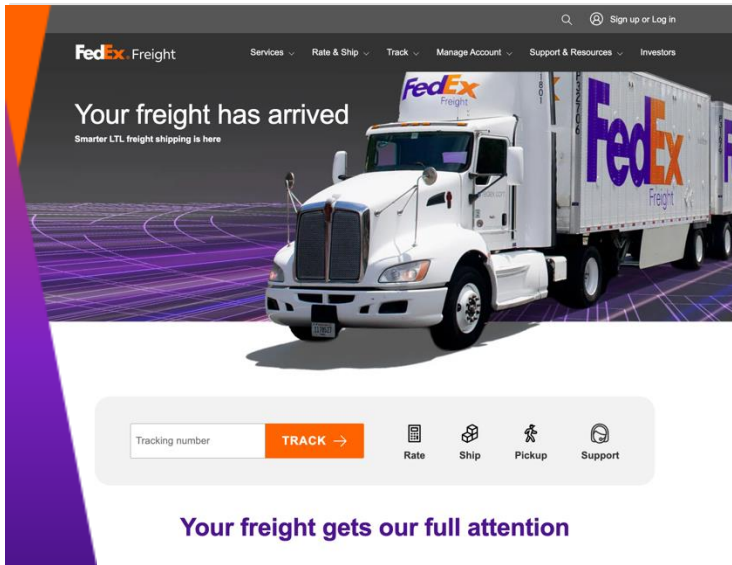 Sign up or Log in
FedEx Freight
Services
Rate & Ship
Track
Manage Account
Support & Resources
Investors
Your freight has arrived
Smarter LTL freight shipping is here
FedEx
Freight
1801
FedEx
Freight
F
Tracking number
TRACK →
Rate
Ship
Pickup
Support
Your freight gets our full attention